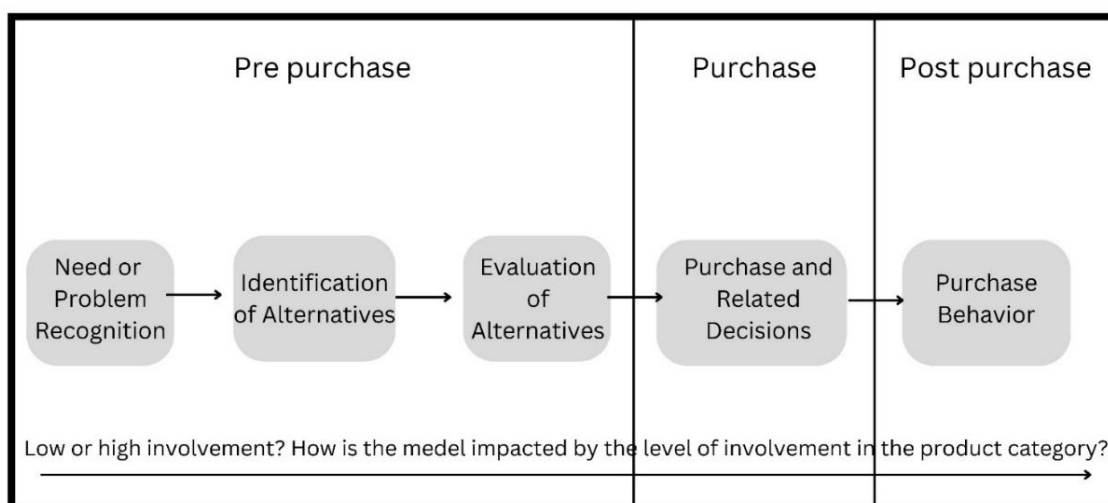 Pre purchase
Purchase
Post purchase
Need or
Problem
Recognition
Identification
of Alternatives
Evaluation
of
Alternatives
Purchase and
Related
Decisions
Purchase
Behavior
Low or high involvement? How is the medel impacted by the level of involvement in the product category?